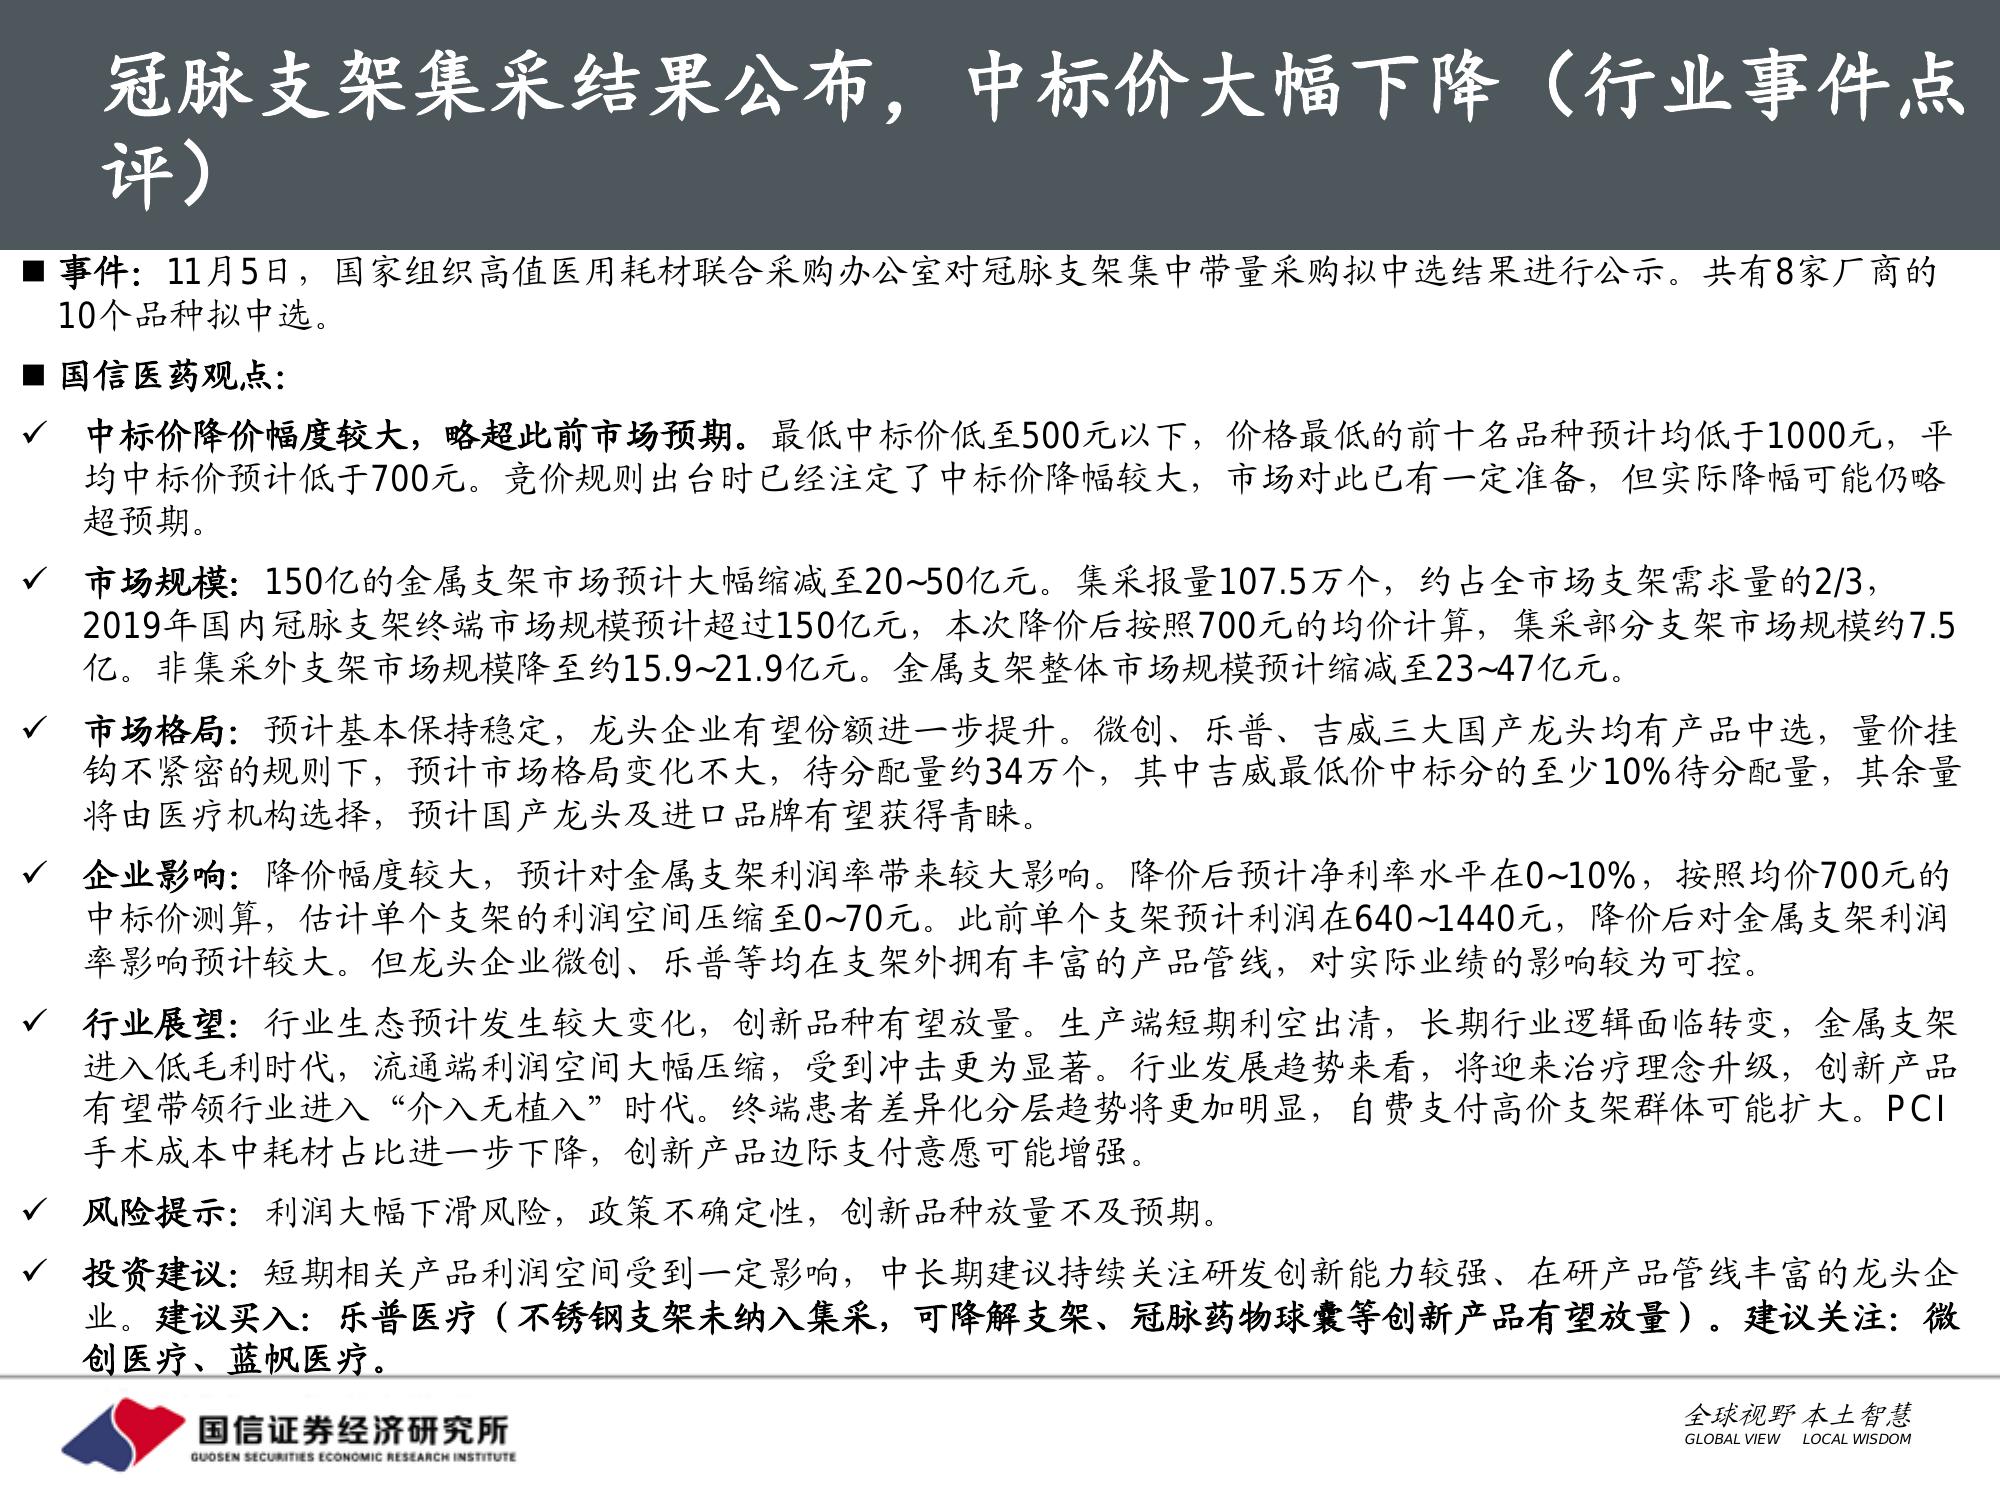 冠脉支架集采结果公布，中标价大幅下降（行业事件点
评）
■ 事件：11月5日，国家组织高值医用耗材联合采购办公室对冠脉支架集中带量采购拟中选结果进行公示。共有8家厂商的
10个品种拟中选。
■ 国信医药观点：
✓ 中标价降价幅度较大，略超此前市场预期。最低中标价低至500元以下，价格最低的前十名品种预计均低于1000元，平
均中标价预计低于700元。竞价规则出台时已经注定了中标价降幅较大，市场对此已有一定准备，但实际降幅可能仍略
超预期。
✓ 市场规模：150亿的金属支架市场预计大幅缩减至20~50亿元。集采报量107.5万个，约占全市场支架需求量的2/3，
2019年国内冠脉支架终端市场规模预计超过150亿元，本次降价后按照700元的均价计算，集采部分支架市场规模约7.5
亿。非集采外支架市场规模降至约15.9~21.9亿元。金属支架整体市场规模预计缩减至23~47亿元。
✓ 市场格局：预计基本保持稳定，龙头企业有望份额进一步提升。微创、乐普、吉威三大国产龙头均有产品中选，量价挂
钩不紧密的规则下，预计市场格局变化不大，待分配量约34万个，其中吉威最低价中标分的至少10%待分配量，其余量
将由医疗机构选择，预计国产龙头及进口品牌有望获得青睐。
✓ 企业影响：降价幅度较大，预计对金属支架利润率带来较大影响。降价后预计净利率水平在0~10%，按照均价700元的
中标价测算，估计单个支架的利润空间压缩至0~70元。此前单个支架预计利润在640~1440元，降价后对金属支架利润
率影响预计较大。但龙头企业微创、乐普等均在支架外拥有丰富的产品管线，对实际业绩的影响较为可控。
✓ 行业展望：行业生态预计发生较大变化，创新品种有望放量。生产端短期利空出清，长期行业逻辑面临转变，金属支架
进入低毛利时代，流通端利润空间大幅压缩，受到冲击更为显著。行业发展趋势来看，将迎来治疗理念升级，创新产品
有望带领行业进入“介入无植入”时代。终端患者差异化分层趋势将更加明显，自费支付高价支架群体可能扩大。PCI
手术成本中耗材占比进一步下降，创新产品边际支付意愿可能增强。
✓ 风险提示：利润大幅下滑风险，政策不确定性，创新品种放量不及预期。
✓ 投资建议：短期相关产品利润空间受到一定影响，中长期建议持续关注研发创新能力较强、在研产品管线丰富的龙头企
业。建议买入：乐普医疗（不锈钢支架未纳入集采，可降解支架、冠脉药物球囊等创新产品有望放量）。建议关注：微
创医疗、蓝帆医疗。
国信证券经济研究所
GUOSEN SECURITIES ECONOMIC RESEARCH INSTITUTE
全球视野 本土智慧
GLOBAL VIEW LOCAL WISDOM